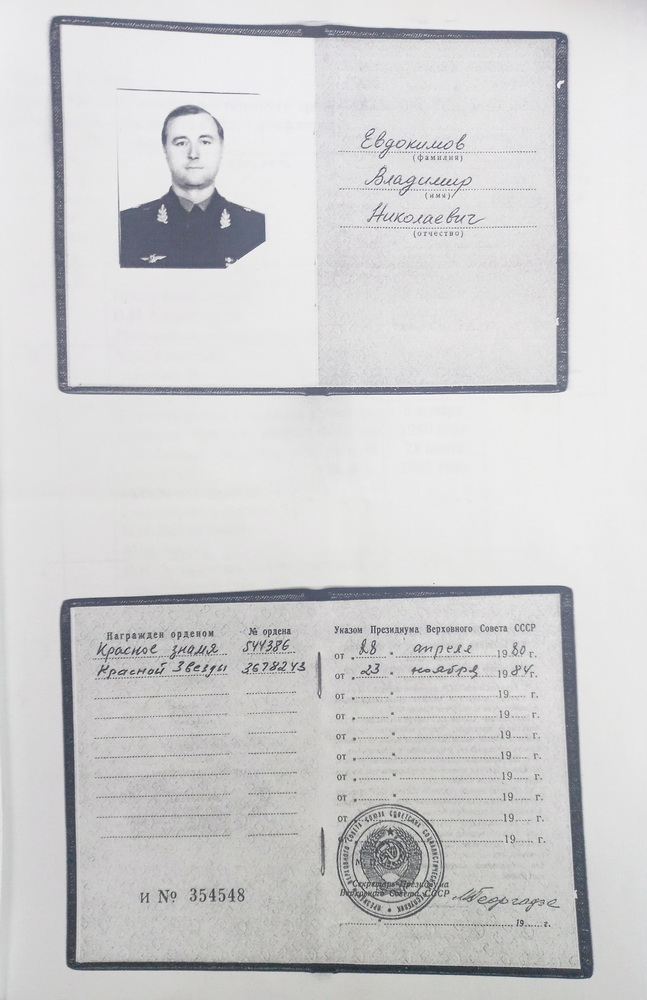 Евдокимов
(фамилия)
Владимир
(имя)
Николаевич
(отчество)
Награжден орденом № ордена
Красное знамя 544386
Красной Звезды 3678243
И № 354548
Указом Президиума Верховного Совета СССР
от „28“ апреля 1980 г.
от „23“ ноября 1984 г.
от „ “ 19 г.
от „ “ 19 г.
от „ “ 19 г.
от „ “ 19 г.
от „ “ 19 г.
от „ “ 19 г.
от „ “ 19 г.
М. П.
Секретарь Президиума
Верховного Совета СССР
М Георгадзе
„ “ 19 г.